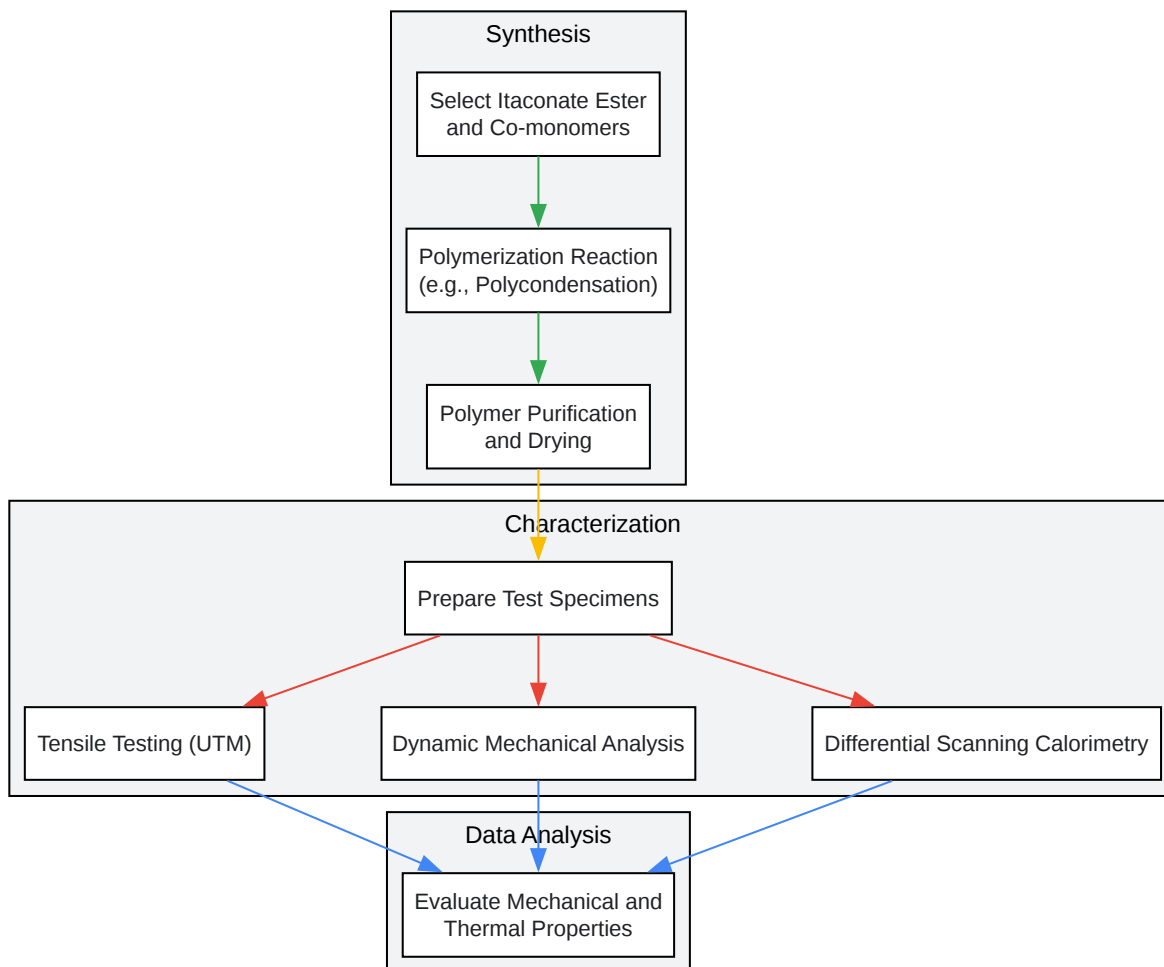 Synthesis
Select Itaconate Ester
and Co-monomers
Polymerization Reaction
(e.g., Polycondensation)
Polymer Purification
and Drying
Characterization
Prepare Test Specimens
Tensile Testing (UTM)
Dynamic Mechanical Analysis
Differential Scanning Calorimetry
Data Analysis
Evaluate Mechanical and
Thermal Properties